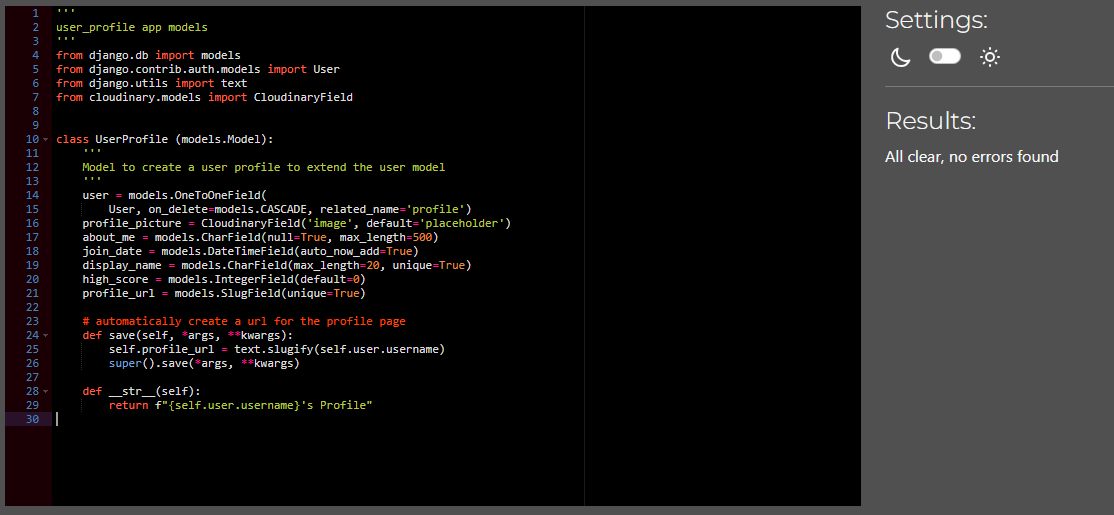 1 '''
2 user_profile app models
3 '''
4 from django.db import models
5 from django.contrib.auth.models import User
6 from django.utils import text
7 from cloudinary.models import CloudinaryField
8
9
10 class UserProfile (models.Model):
11     '''
12     Model to create a user profile to extend the user model
13     '''
14     user = models.OneToOneField(
15         User, on_delete=models.CASCADE, related_name='profile')
16     profile_picture = CloudinaryField('image', default='placeholder')
17     about_me = models.CharField(null=True, max_length=500)
18     join_date = models.DateTimeField(auto_now_add=True)
19     display_name = models.CharField(max_length=20, unique=True)
20     high_score = models.IntegerField(default=0)
21     profile_url = models.SlugField(unique=True)
22
23     # automatically create a url for the profile page
24     def save(self, *args, **kwargs):
25         self.profile_url = text.slugify(self.user.username)
26         super().save(*args, **kwargs)
27
28     def __str__(self):
29         return f"{self.user.username}'s Profile"
30
Settings:
Results:
All clear, no errors found